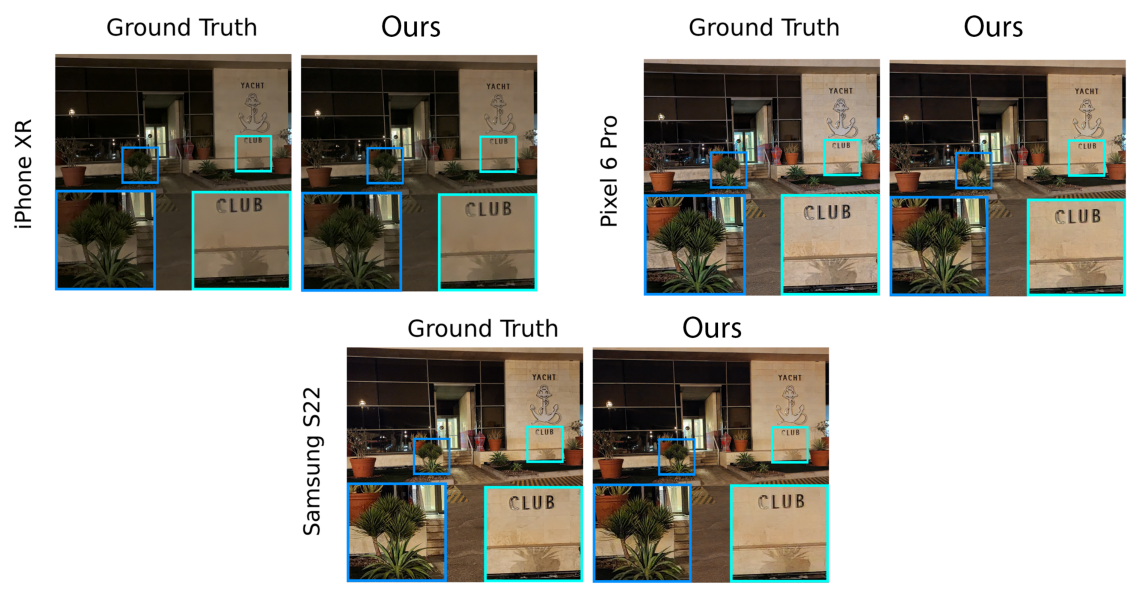 Ground Truth Ours Ground Truth Ours
iPhone XR
YACHT
CLUB
CLUB
YACHT
CLUB
CLUB
Pixel 6 Pro
YACHT
CLUB
CLUB
YACHT
CLUB
CLUB
Ground Truth Ours
Samsung S22
YACHT
CLUB
CLUB
YACHT
CLUB
CLUB